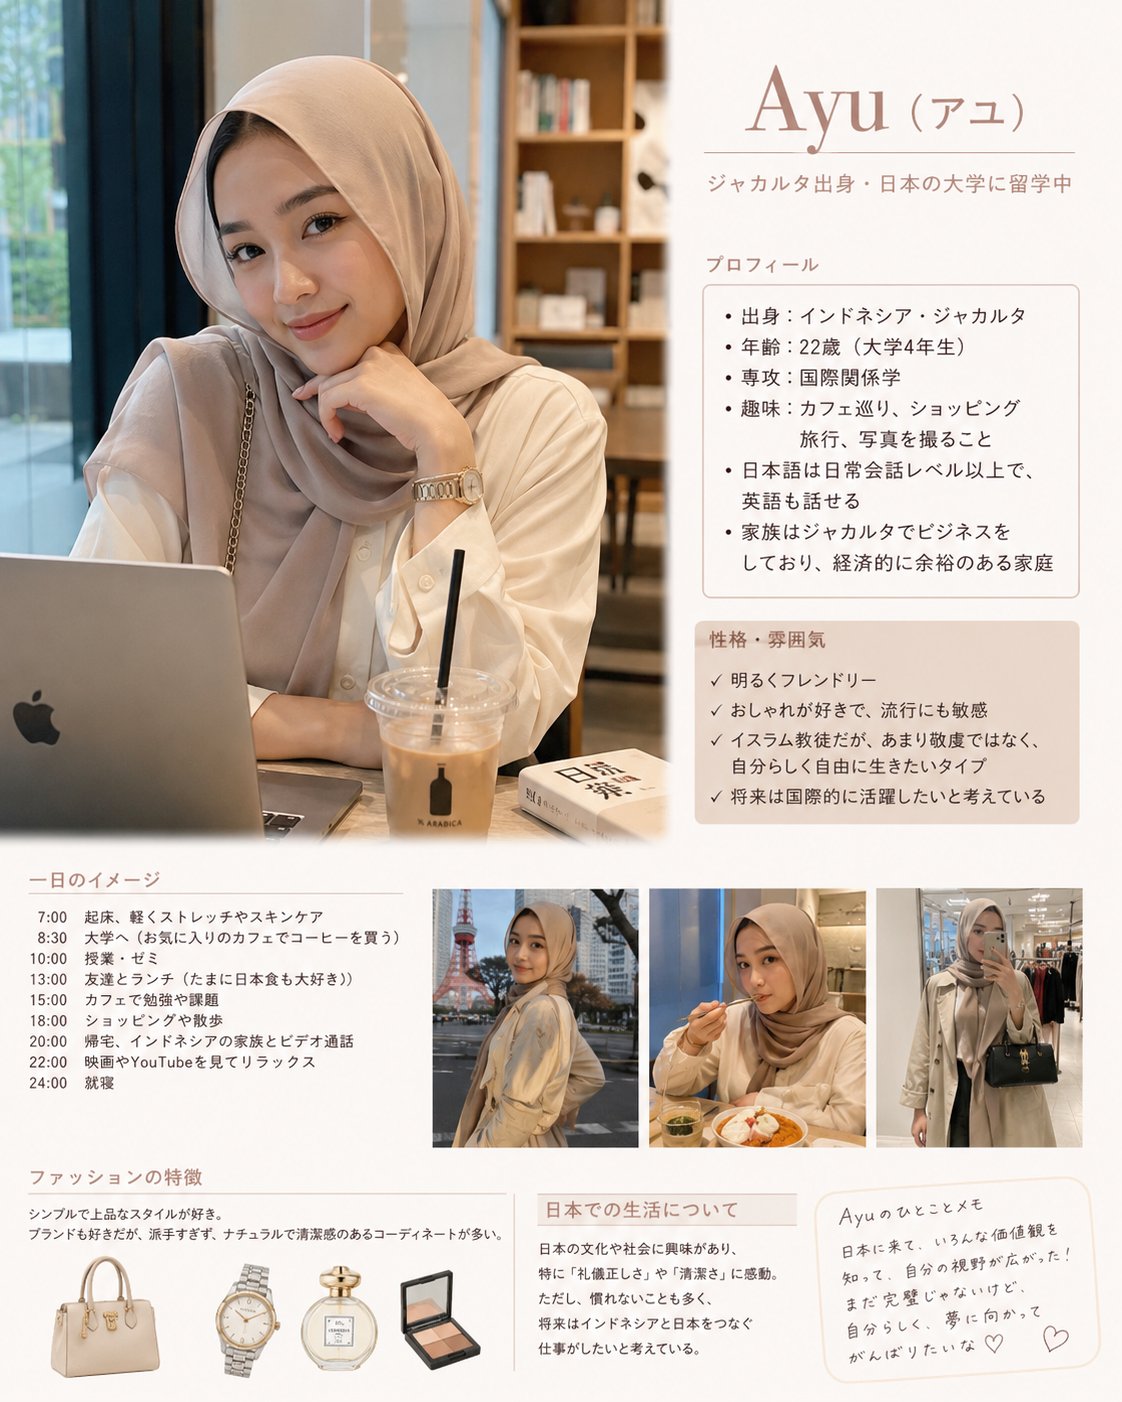 Ayu（アユ）
ジャカルタ出身・日本の大学に留学中
プロフィール
• 出身：インドネシア・ジャカルタ
• 年齢：22歳（大学4年生）
• 専攻：国際関係学
• 趣味：カフェ巡り、ショッピング
旅行、写真を撮ること
• 日本語は日常会話レベル以上で、
英語も話せる
• 家族はジャカルタでビジネスを
しており、経済的に余裕のある家庭
性格・雰囲気
✓ 明るくフレンドリー
✓ おしゃれが好きで、流行にも敏感
✓ イスラム教徒だが、あまり敬虔ではなく、
自分らしく自由に生きたいタイプ
✓ 将来は国際的に活躍したいと考えている
% ARABICA
一日のイメージ
7:00 起床、軽くストレッチやスキンケア
8:30 大学へ（お気に入りのカフェでコーヒーを買う）
10:00 授業・ゼミ
13:00 友達とランチ（たまに日本食も大好き)）
15:00 カフェで勉強や課題
18:00 ショッピングや散歩
20:00 帰宅、インドネシアの家族とビデオ通話
22:00 映画やYouTubeを見てリラックス
24:00 就寝
ファッションの特徴
シンプルで上品なスタイルが好き。
ブランドも好きだが、派手すぎず、ナチュラルで清潔感のあるコーディネートが多い。
日本での生活について
日本の文化や社会に興味があり、
特に「礼儀正しさ」や「清潔さ」に感動。
ただし、慣れないことも多く、
将来はインドネシアと日本をつなぐ
仕事がしたいと考えている。
Ayuのひとことメモ
日本に来て、いろんな価値観を
知って、自分の視野が広がった！
まだ完璧じゃないけど、
自分らしく、夢に向かって
がんばりたいな♡ ♡